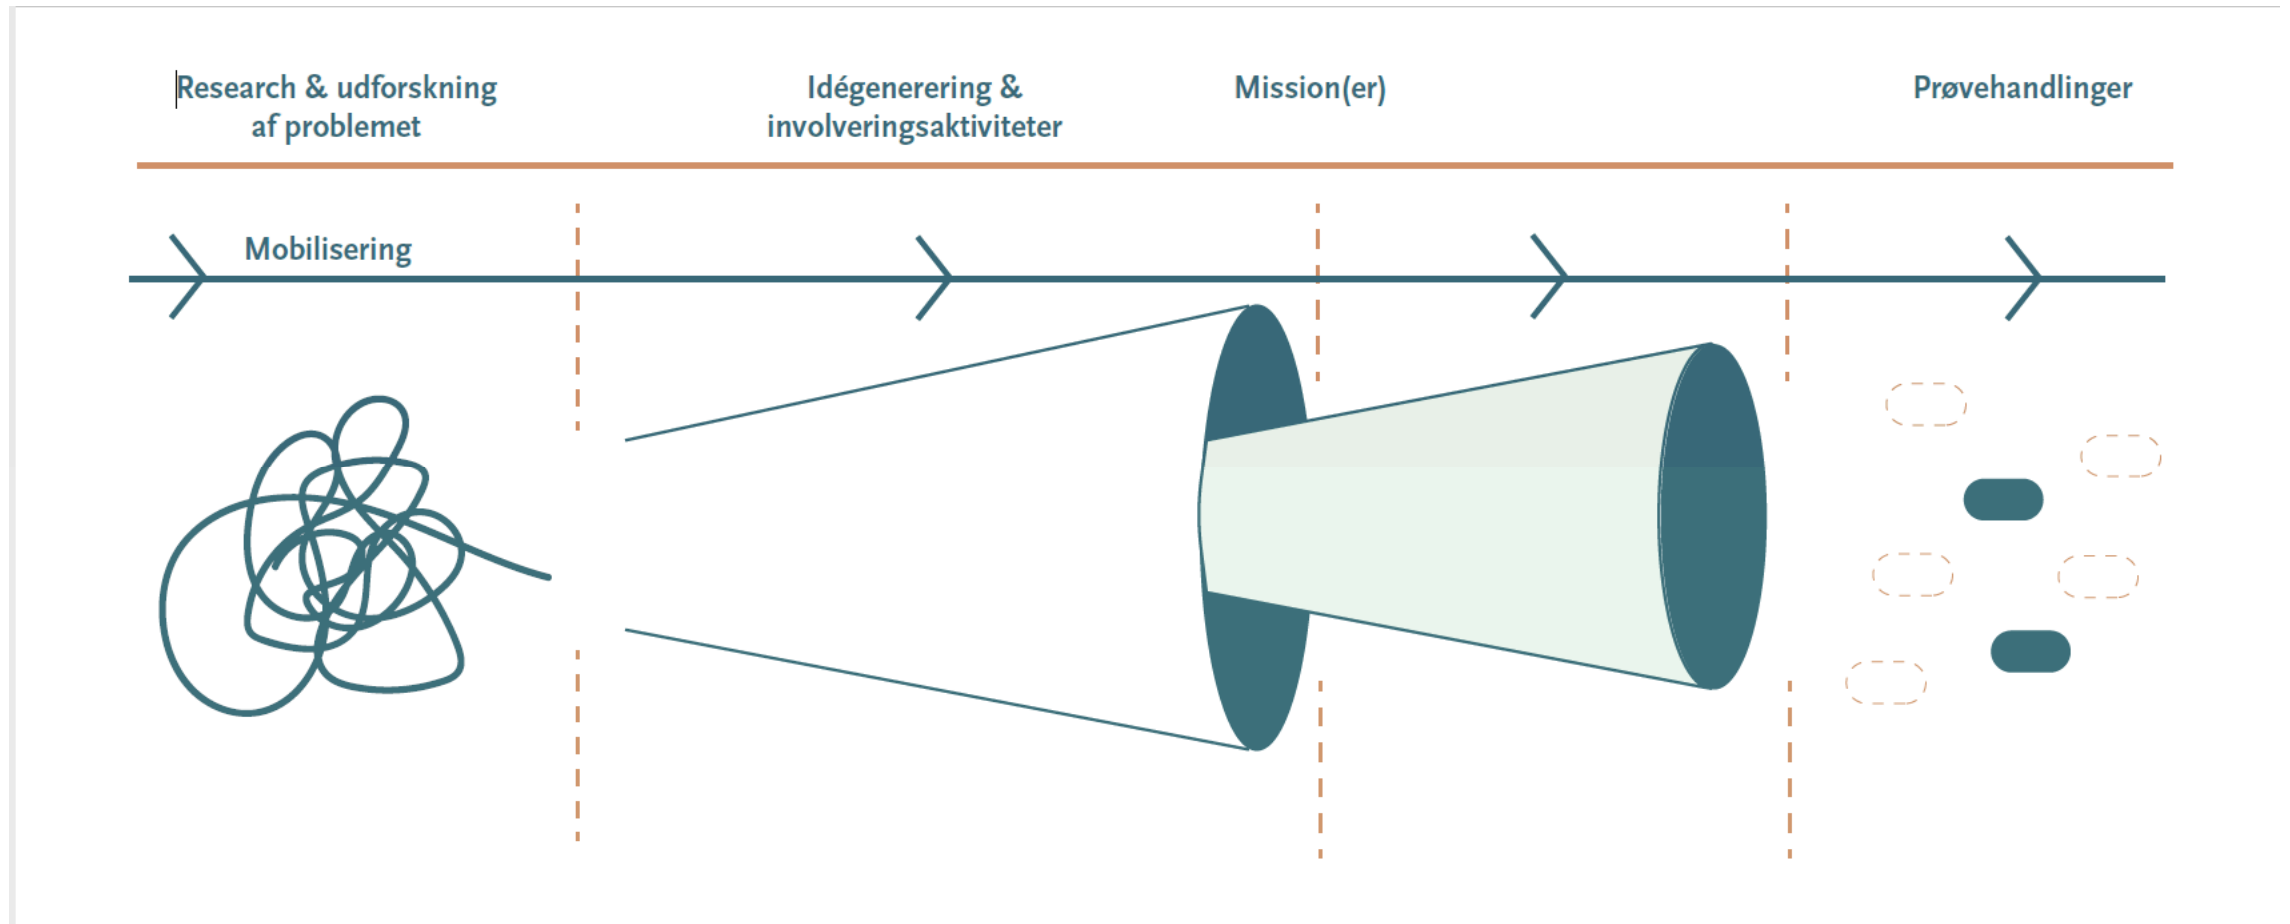 Research & udforskning
af problemet
Idégenerering &
involveringsaktiviteter
Mission(er)
Prøvehandlinger
Mobilisering